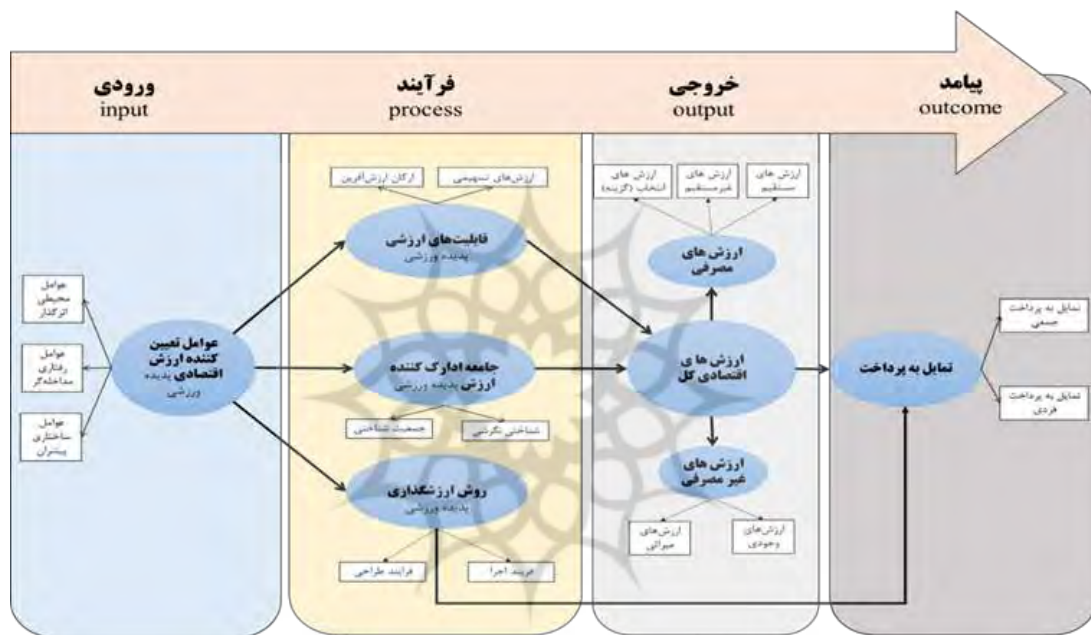 ورودی
input
فرآیند
process
خروجی
output
پیامد
outcome
عوامل
محیطی
اثرگذار
عوامل
رفتاری
مداخله‌گر
عوامل
ساختاری
پیشران
عوامل تعیین
کننده ارزش
اقتصادی پدیده
ورزشی
ارکان ارزش‌آفرین
ارزش‌های تسهیمی
قابلیت‌های ارزشی
پدیده ورزشی
جامعه ادارک کننده
ارزش پدیده ورزشی
جمعیت شناختی
شناختی نگرشی
روش ارزشگذاری
پدیده ورزشی
فرایند طراحی
فریند اجرا
ارزش های
انتخاب (گزینه)
ارزش های
غیرمستقیم
ارزش های
مستقیم
ارزش های
مصرفی
ارزش ها ی
اقتصادی کل
ارزش های
غیر مصرفی
ارزش‌های
میراثی
ارزش‌های
وجودی
تمایل به پرداخت
تمایل به پرداخت
جمعی
تمایل به پرداخت
فردی